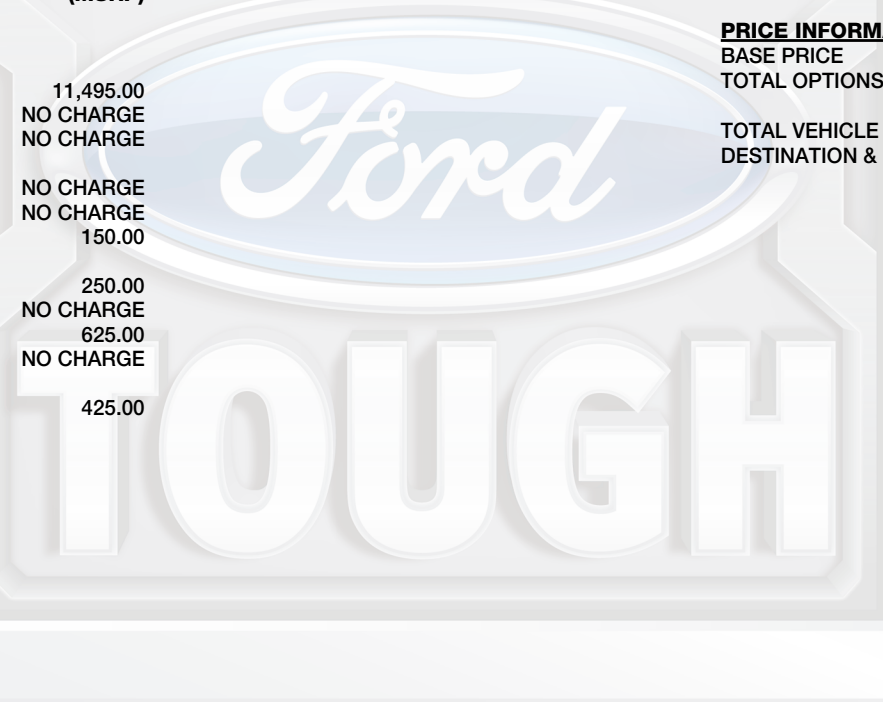 11,495.00
NO CHARGE
NO CHARGE
NO CHARGE
NO CHARGE
150.00
250.00
NO CHARGE
625.00
NO CHARGE
425.00
PRICE INFORM
BASE PRICE
TOTAL OPTIONS
TOTAL VEHICLE
DESTINATION &
Ford
TOUGH